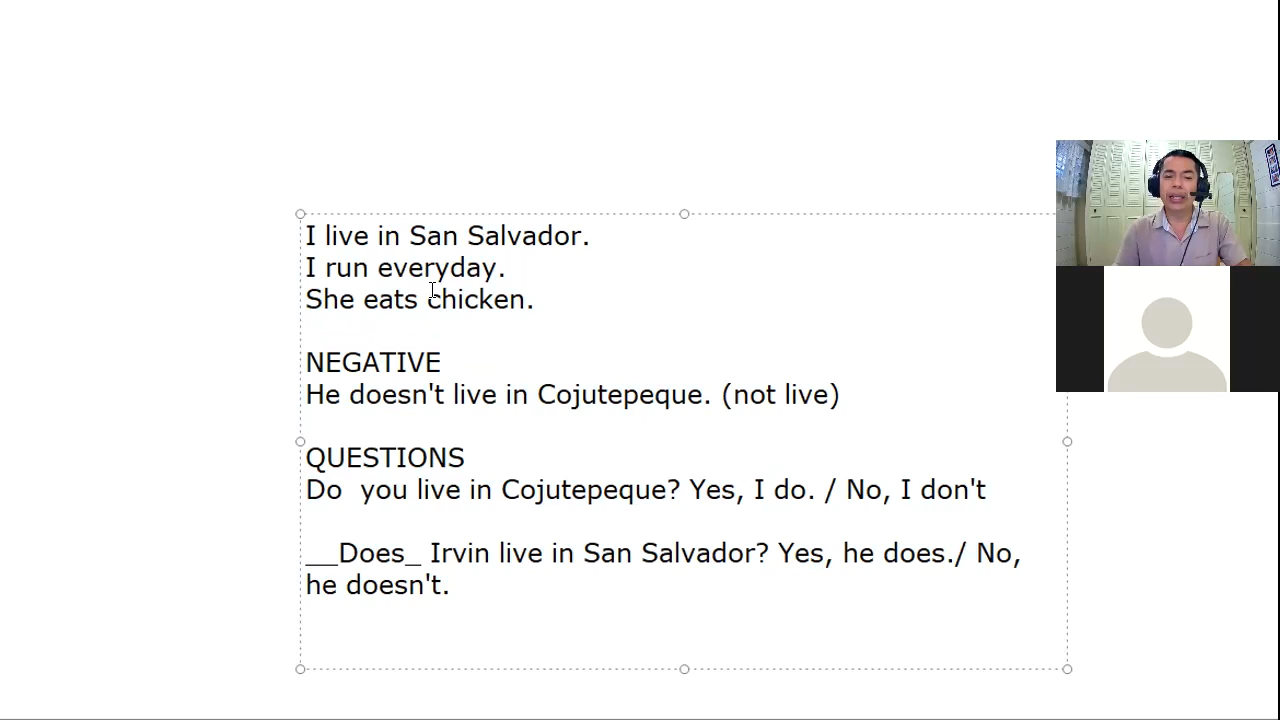 I live in San Salvador.
I run everyday.
She eats chicken.
NEGATIVE
He doesn't live in Cojutepeque. (not live)
QUESTIONS
Do  you live in Cojutepeque? Yes, I do. / No, I don't
__Does_ Irvin live in San Salvador? Yes, he does./ No,
he doesn't.